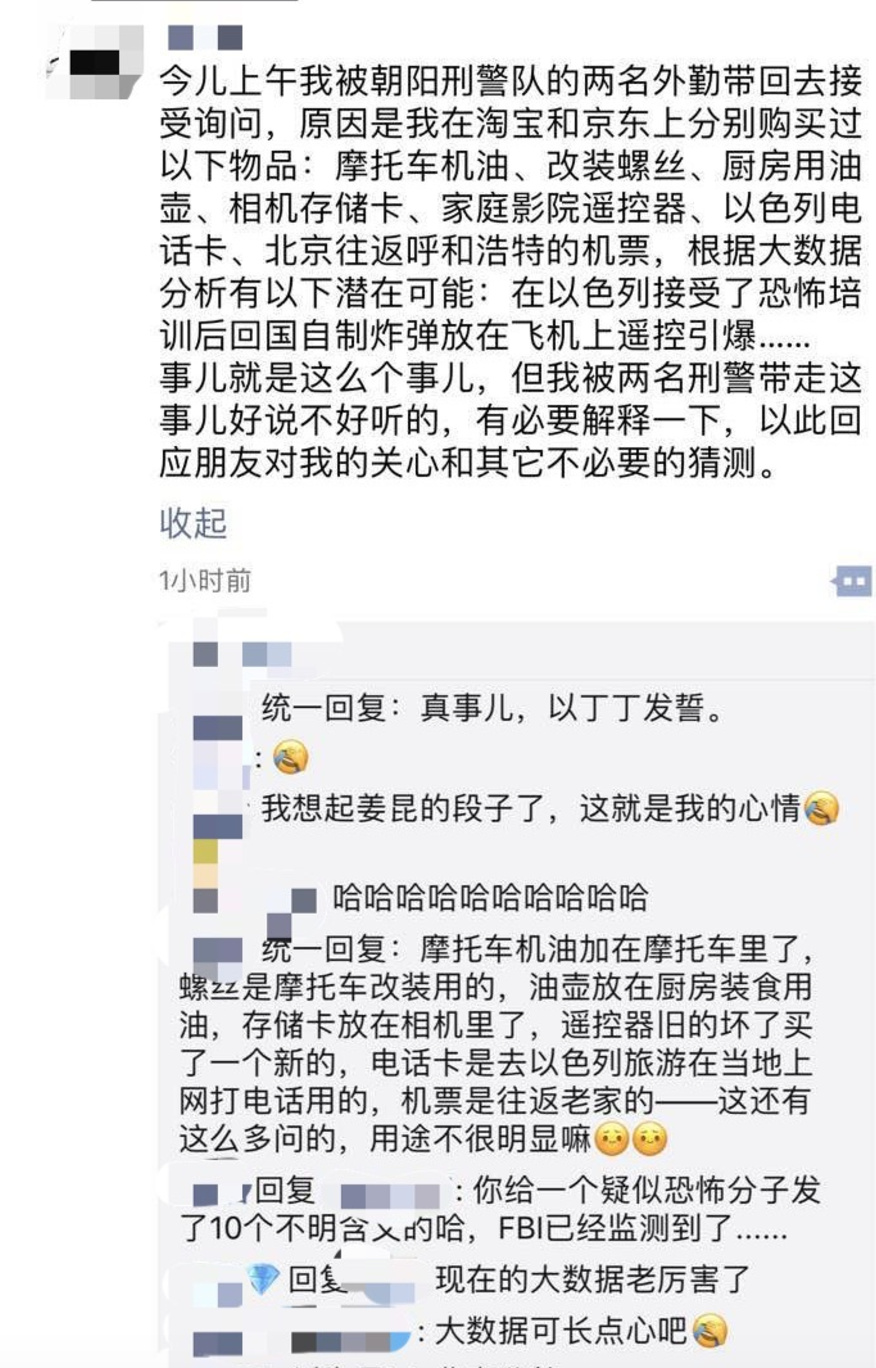 今儿上午我被朝阳刑警队的两名外勤带回去接
受询问，原因是我在淘宝和京东上分别购买过
以下物品：摩托车机油、改装螺丝、厨房用油
壶、相机存储卡、家庭影院遥控器、以色列电
话卡、北京往返呼和浩特的机票，根据大数据
分析有以下潜在可能：在以色列接受了恐怖培
训后回国自制炸弹放在飞机上遥控引爆......
事儿就是这么个事儿，但我被两名刑警带走这
事儿好说不好听的，有必要解释一下，以此回
应朋友对我的关心和其它不必要的猜测。
收起
1小时前
统一回复：真事儿，以丁丁发誓。
:🤦
我想起姜昆的段子了，这就是我的心情🤦
哈哈哈哈哈哈哈哈哈哈
统一回复：摩托车机油加在摩托车里了，
螺丝是摩托车改装用的，油壶放在厨房装食用
油，存储卡放在相机里了，遥控器旧的坏了买
了一个新的，电话卡是去以色列旅游在当地上
网打电话用的，机票是往返老家的——这还有
这么多问的，用途不很明显嘛
回复 : 你给一个疑似恐怖分子发
了10个不明含义的哈，FBI已经监测到了......
💎回复 现在的大数据老厉害了
: 大数据可长点心吧🤦